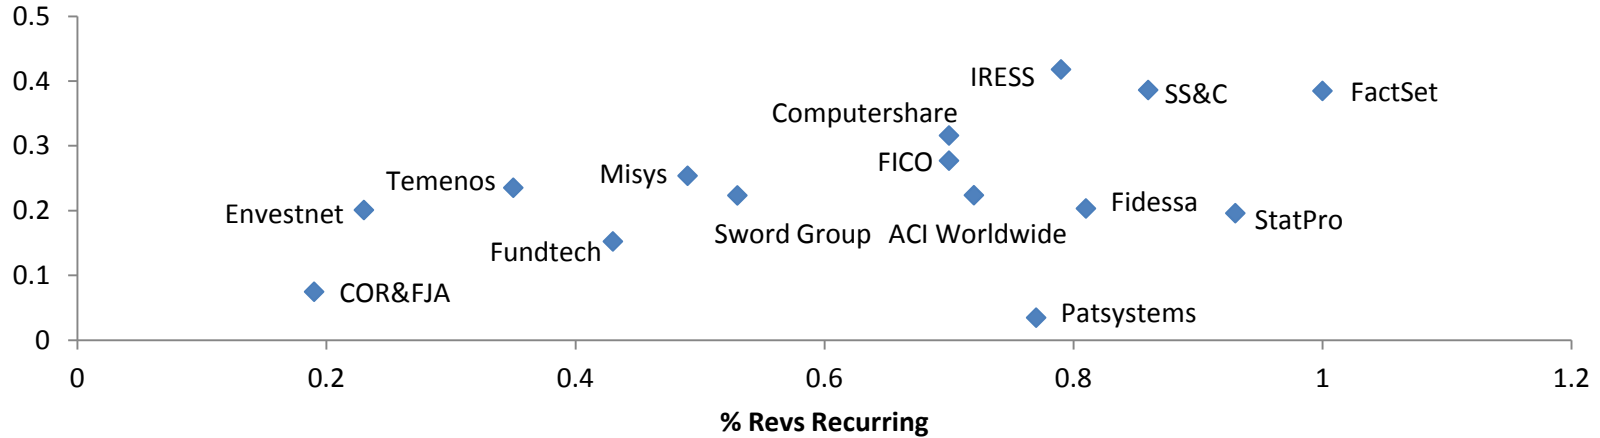 0.5
IRESS
0.4
SS&C
FactSet
Computershare
0.3
FICO
Misys
Temenos
0.2
Envestnet
Fidessa
StatPro
Sword Group
ACI Worldwide
Fundtech
0.1
COR&FJA
Patsystems
0
0 0.2 0.4 0.6 0.8 1 1.2
% Revs Recurring